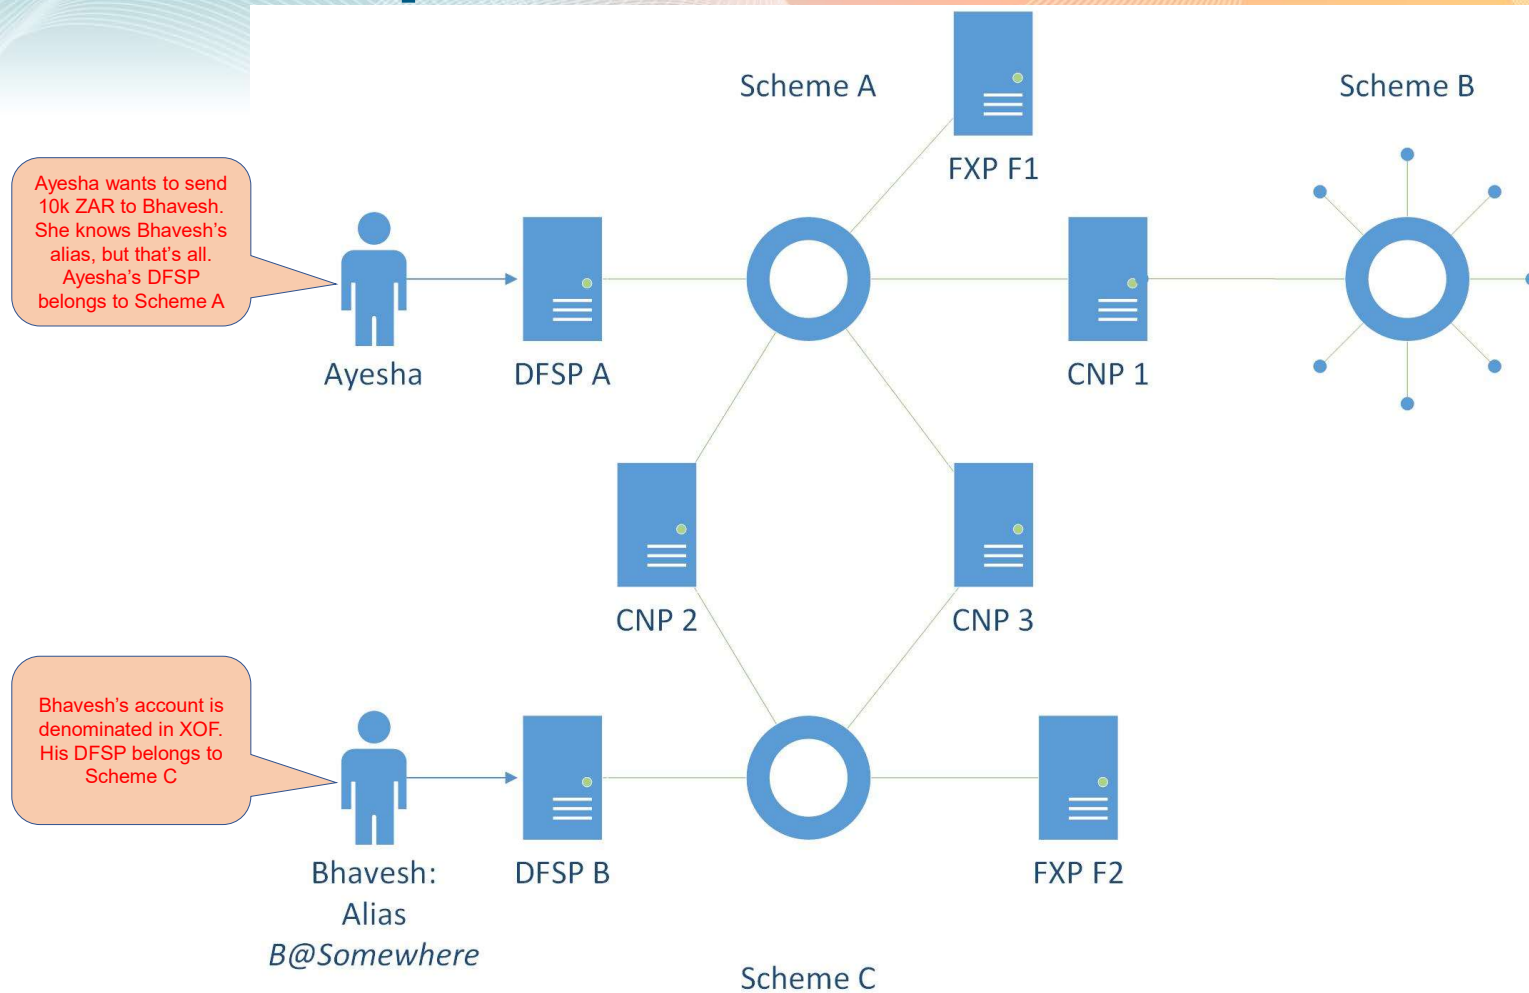 Scheme A
Scheme B
FXP F1
Ayesha wants to send
10k ZAR to Bhavesh.
She knows Bhavesh’s
alias, but that’s all.
Ayesha’s DFSP
belongs to Scheme A
Ayesha
DFSP A
CNP 1
CNP 2
CNP 3
Bhavesh’s account is
denominated in XOF.
His DFSP belongs to
Scheme C
Bhavesh:
Alias
B@Somewhere
DFSP B
FXP F2
Scheme C